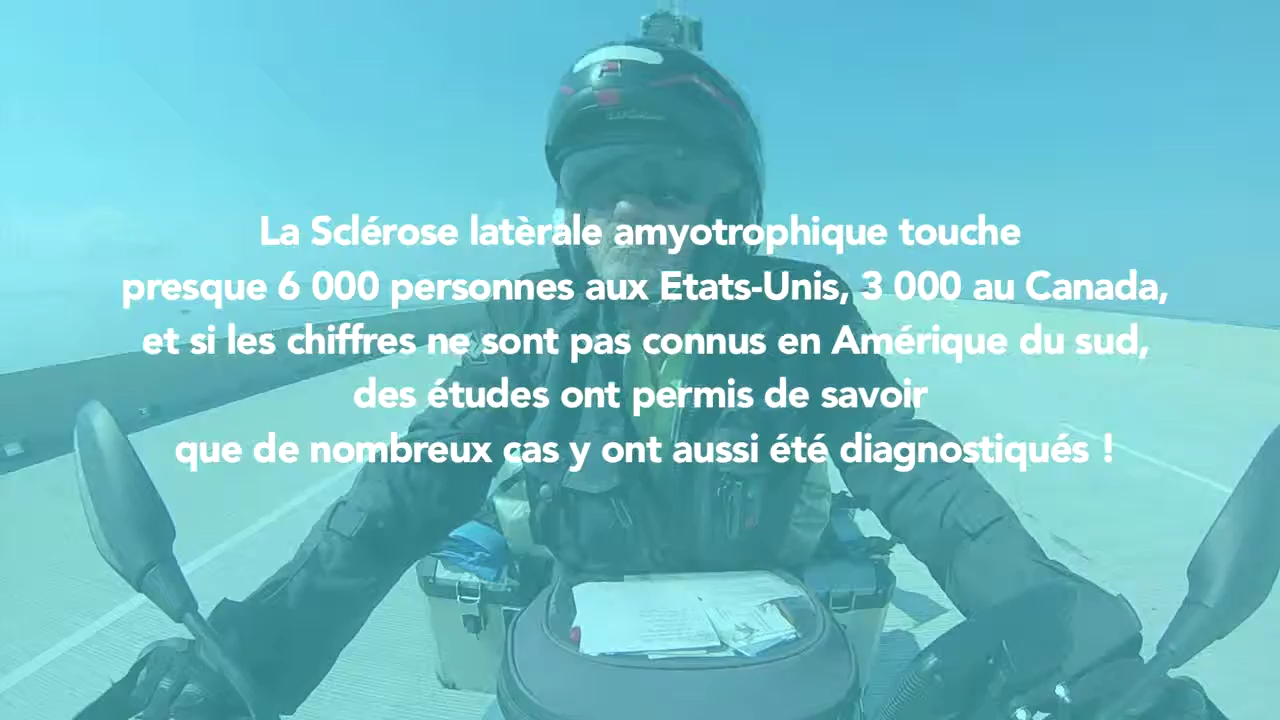 La Sclérose latèrale amyotrophique touche
presque 6 000 personnes aux Etats-Unis, 3 000 au Canada,
et si les chiffres ne sont pas connus en Amérique du sud,
des études ont permis de savoir
que de nombreux cas y ont aussi été diagnostiqués !